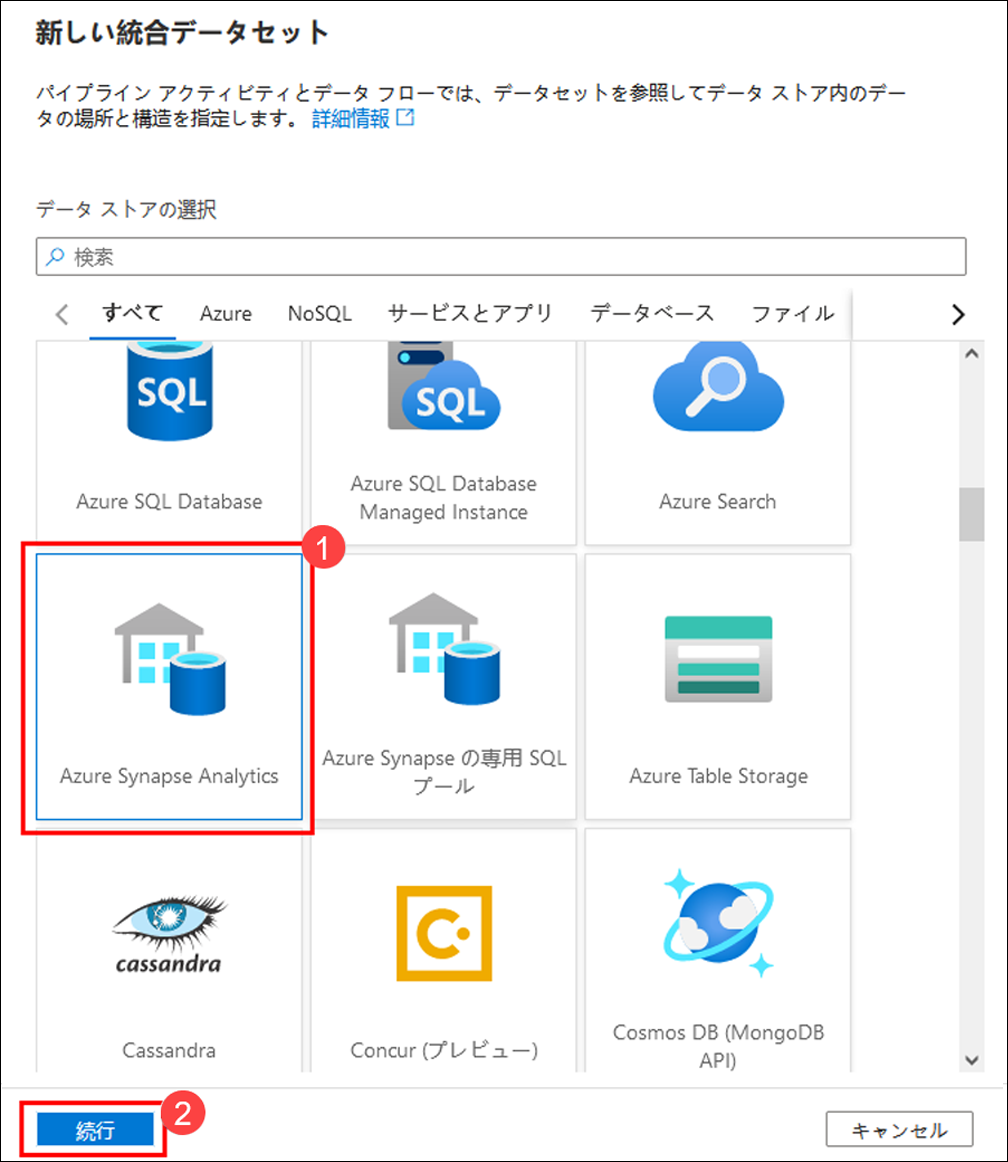 新しい統合データセット
パイプライン アクティビティとデータ フローでは、データセットを参照してデータ ストア内のデー
タの場所と構造を指定します。 詳細情報
データ ストアの選択
検索
すべて Azure NoSQL サービスとアプリ データベース ファイル
SQL
SQL
Azure SQL Database
Azure SQL Database
Managed Instance
Azure Search
1
Azure Synapse Analytics
Azure Synapse の専用 SQL
プール
Azure Table Storage
cassandra
C
Cassandra
Concur (プレビュー)
Cosmos DB (MongoDB
API)
2
続行
キャンセル